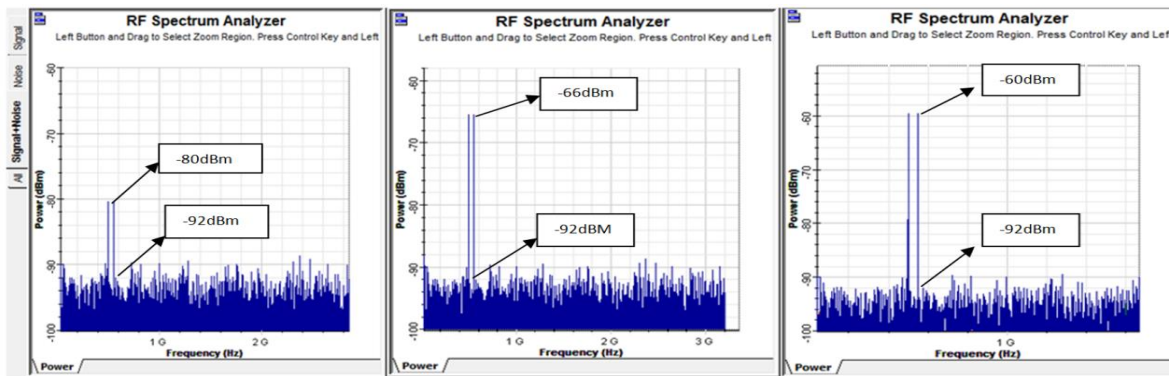 RF Spectrum Analyzer
Left Button and Drag to Select Zoom Region. Press Control Key and Left
Signal
Noise
Signal+Noise
All
Power (dBm)
-60
-70
-80
-90
-100
-80dBm
-92dBm
1 G
2 G
Frequency (Hz)
Power
RF Spectrum Analyzer
Left Button and Drag to Select Zoom Region. Press Control Key and Left
Power (dBm)
-60
-70
-80
-90
-100
-66dBm
-92dBM
1 G
2 G
3 G
Frequency (Hz)
Power
RF Spectrum Analyzer
Left Button and Drag to Select Zoom Region. Press Control Key and Left
Power (dBm)
-60
-70
-80
-90
-100
-60dBm
-92dBm
1 G
Frequency (Hz)
Power